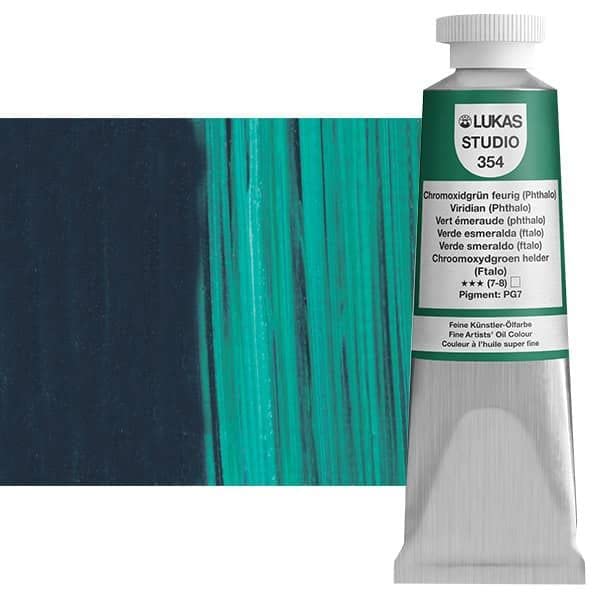 LUKAS
STUDIO
354
Chromoxidgrün feurig (Phthalo)
Viridian (Phthalo)
Vert émeraude (phthalo)
Verde esmeralda (ftalo)
Verde smeraldo (ftalo)
Chroomoxydgroen helder
(Ftalo)
★★★ (7-8) □
Pigment: PG7
Feine Künstler-Ölfarbe
Fine Artists' Oil Colour
Couleur à l'huile super fine